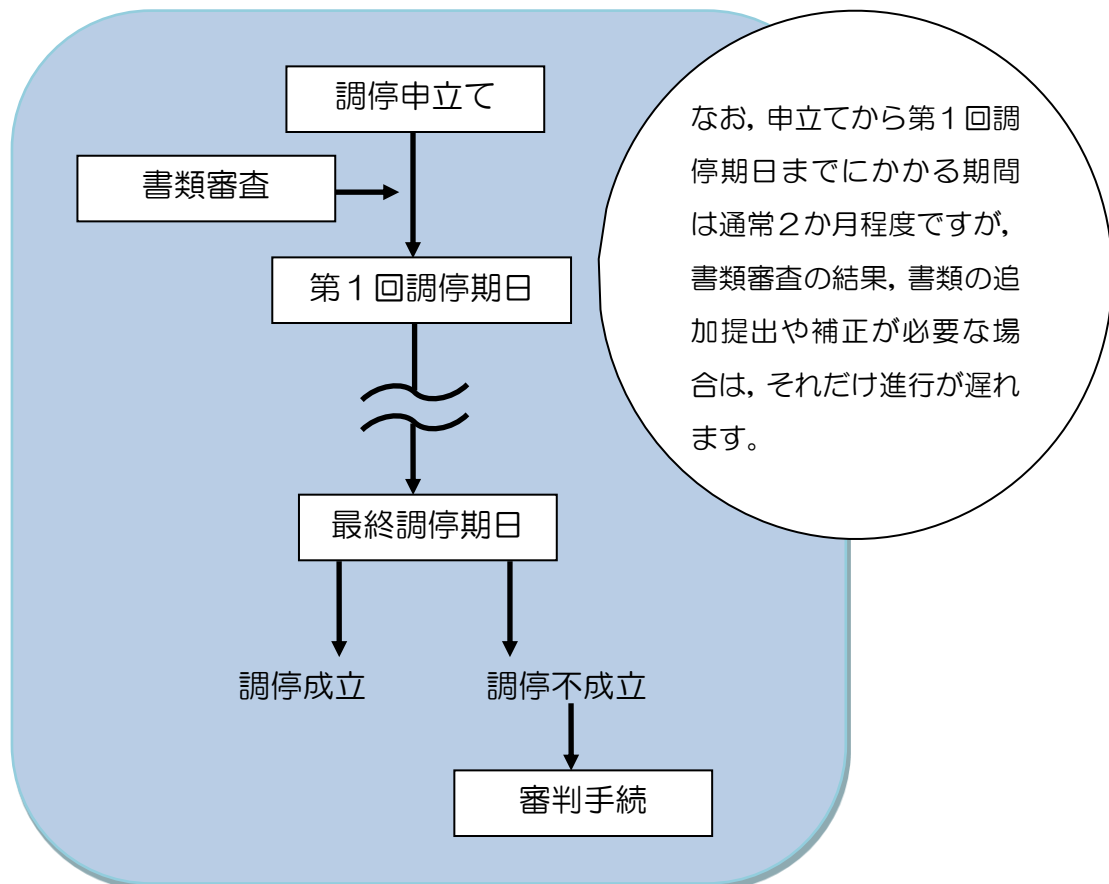 調停申立て
書類審査
第1回調停期日
最終調停期日
調停成立
調停不成立
審判手続
なお,申立てから第1回調
停期日までにかかる期間
は通常2か月程度ですが,
書類審査の結果,書類の追
加提出や補正が必要な場
合は,それだけ進行が遅れ
ます。